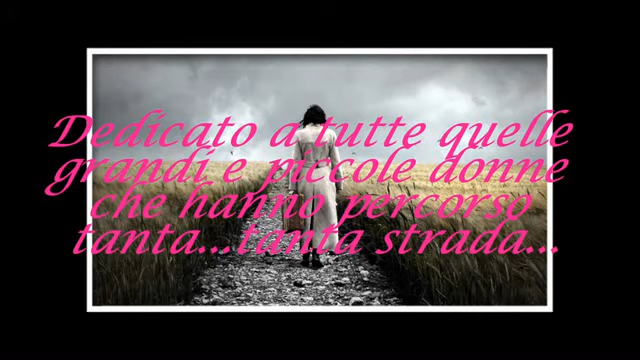 Dedicato a tutte quelle
grandi e piccole donne
che hanno percorso
tanta...tanta strada...